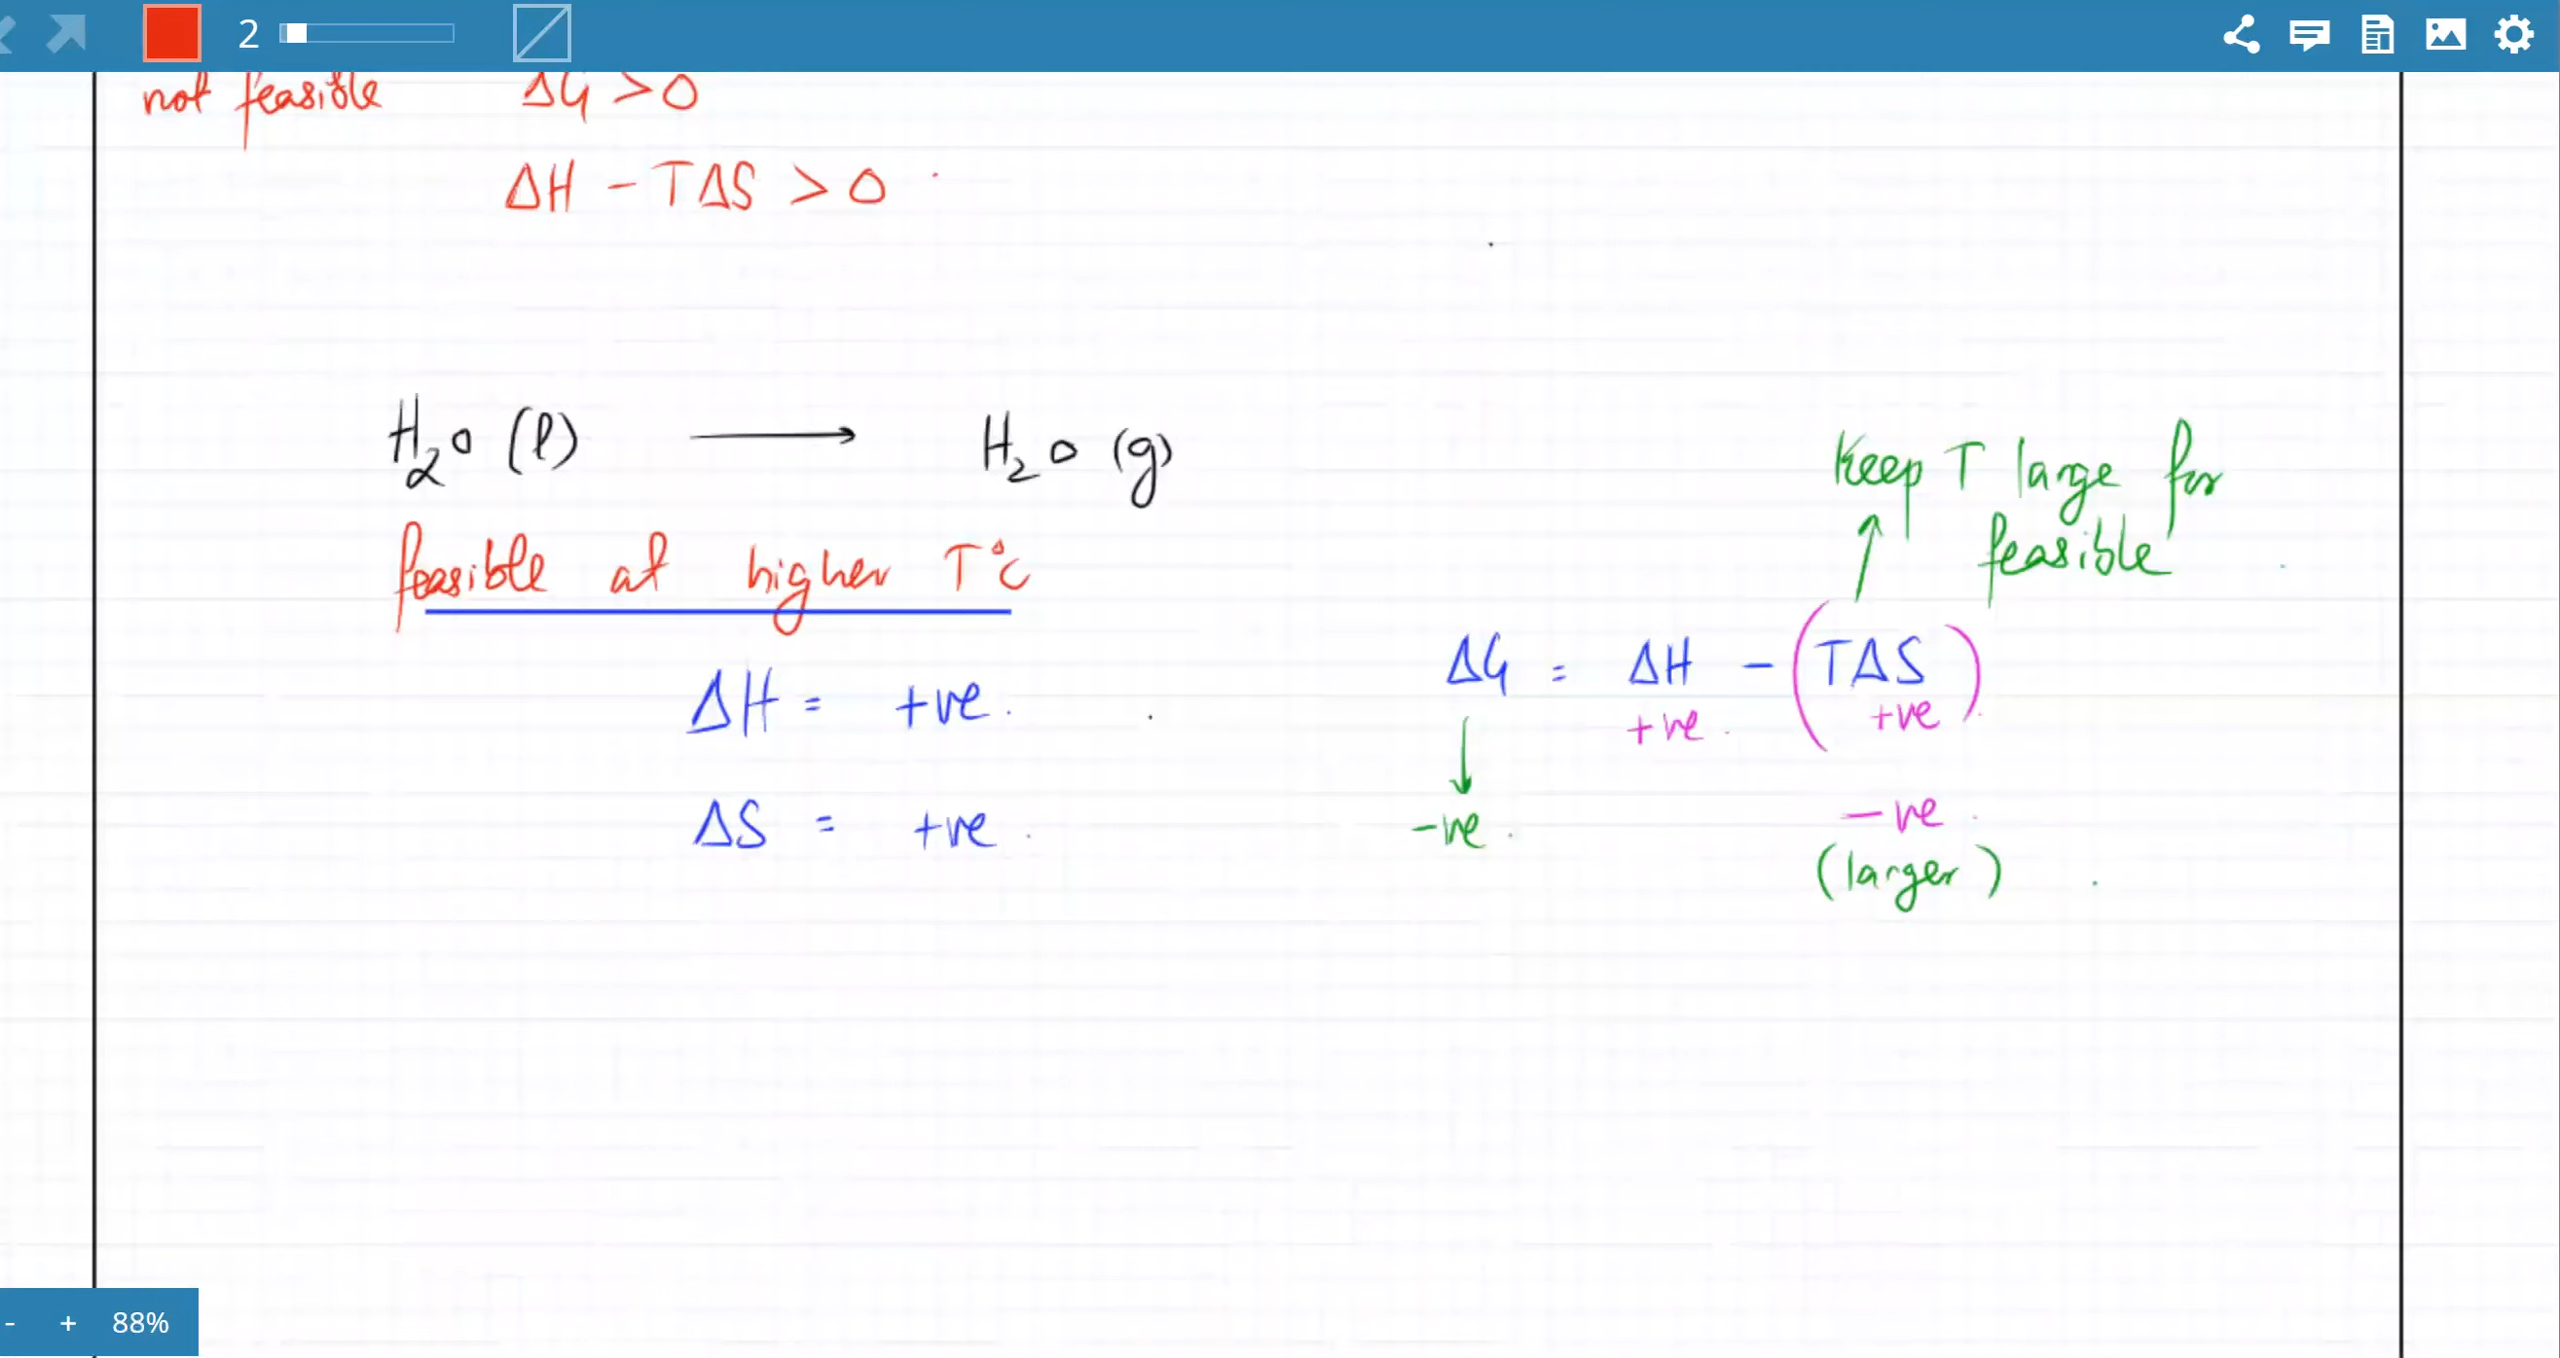 2
not feasible ΔG > 0
ΔH - TΔS > 0
H₂O (l) ⟶ H₂O (g)
feasible at higher T°C
ΔH = +ve.
ΔS = +ve.
Keep T large for
feasible
↑
ΔG = ΔH - (TΔS)
+ve. +ve
↓
-ve. -ve
(larger)
- + 88%